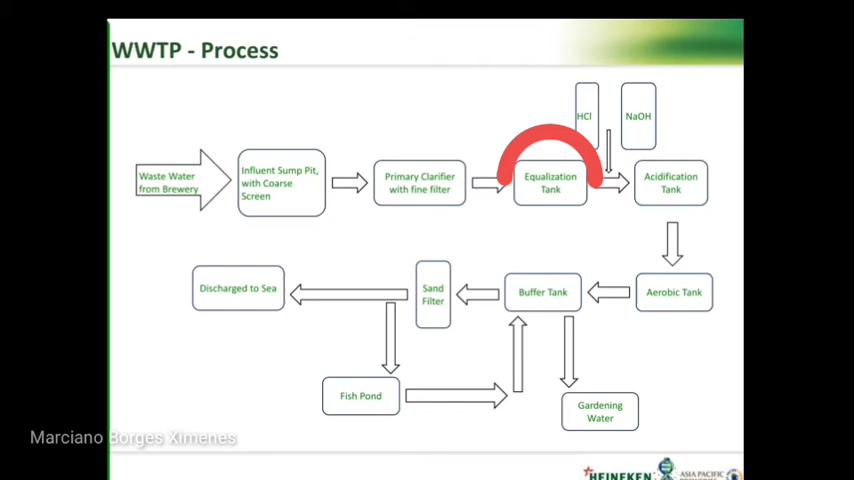 WWTP - Process
HCl
NaOH
Waste Water
from Brewery
Influent Sump Pit,
with Coarse
Screen
Primary Clarifier
with fine filter
Equalization
Tank
Acidification
Tank
Discharged to Sea
Sand
Filter
Buffer Tank
Aerobic Tank
Fish Pond
Gardening
Water
Marciano Borges Ximenes
HEINEKEN
ASIA PACIFIC
BREWERIES